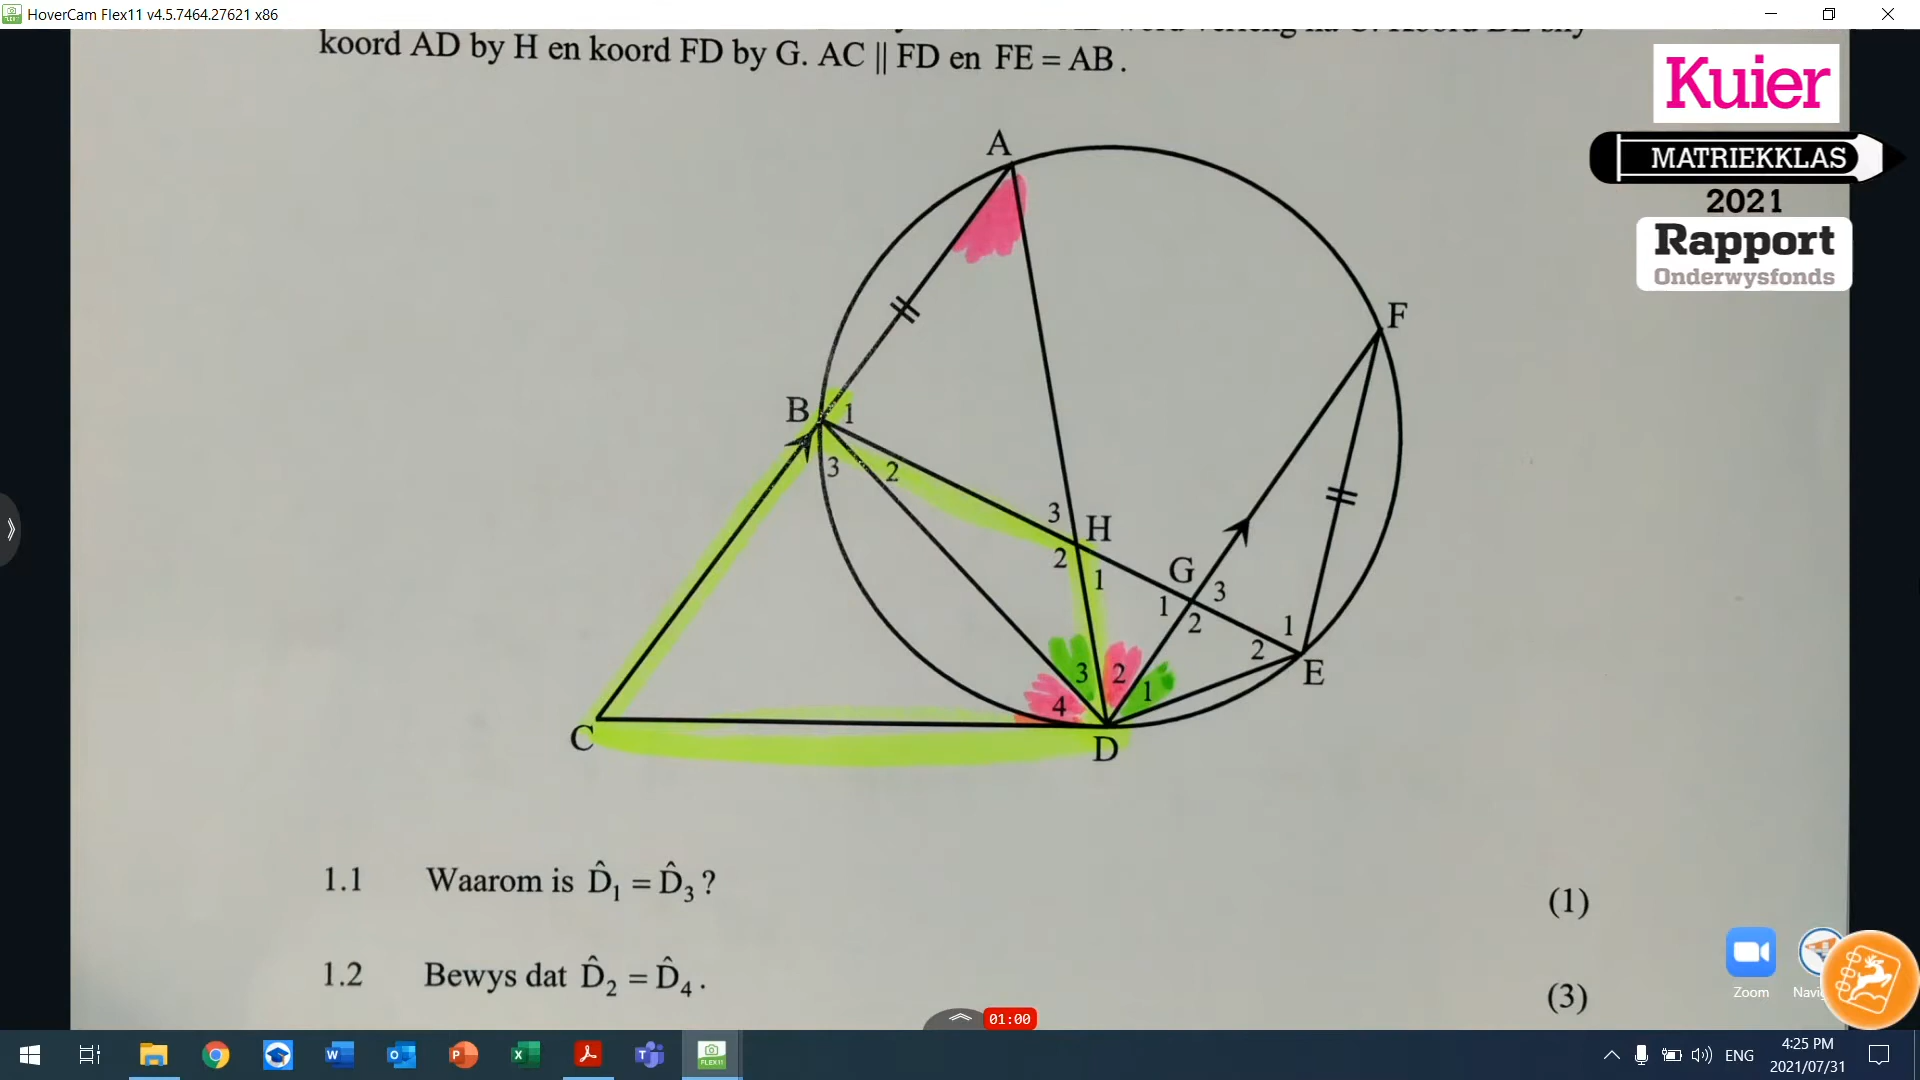 HoverCam Flex11 v4.5.7464.27621 x86
koord AD by H en koord FD by G. AC || FD en FE = AB.
Kuier
MATRIEKKLAS
2021
Rapport
Onderwysfonds
A
F
B
1
3
2
3
H
2
1
G
1
3
2
1
2
E
3
2
1
4
C
D
1.1 Waarom is D̂₁ = D̂₃ ?
(1)
1.2 Bewys dat D̂₂ = D̂₄ .
(3)
Zoom
01:00
ENG
4:25 PM
2021/07/31